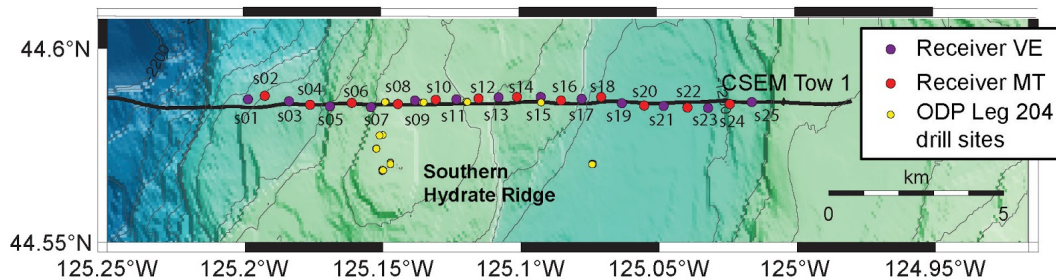 44.6°
44.55°N
2200
s02
s04
s06
s08
s10
s12
s14
s16
s18
s20
s22
s01
s03
s05
s07
s09
s11
s13
s15
s17
s19
s21
s23
s24
s25
CSEM Tow 1
Receiver VE
Receiver MT
ODP Leg 204
drill sites
Southern
Hydrate Ridge
km
0
5
125.25°W
125.2°W
125.15°W
125.1°W
125.05°W
125°W
124.95°W